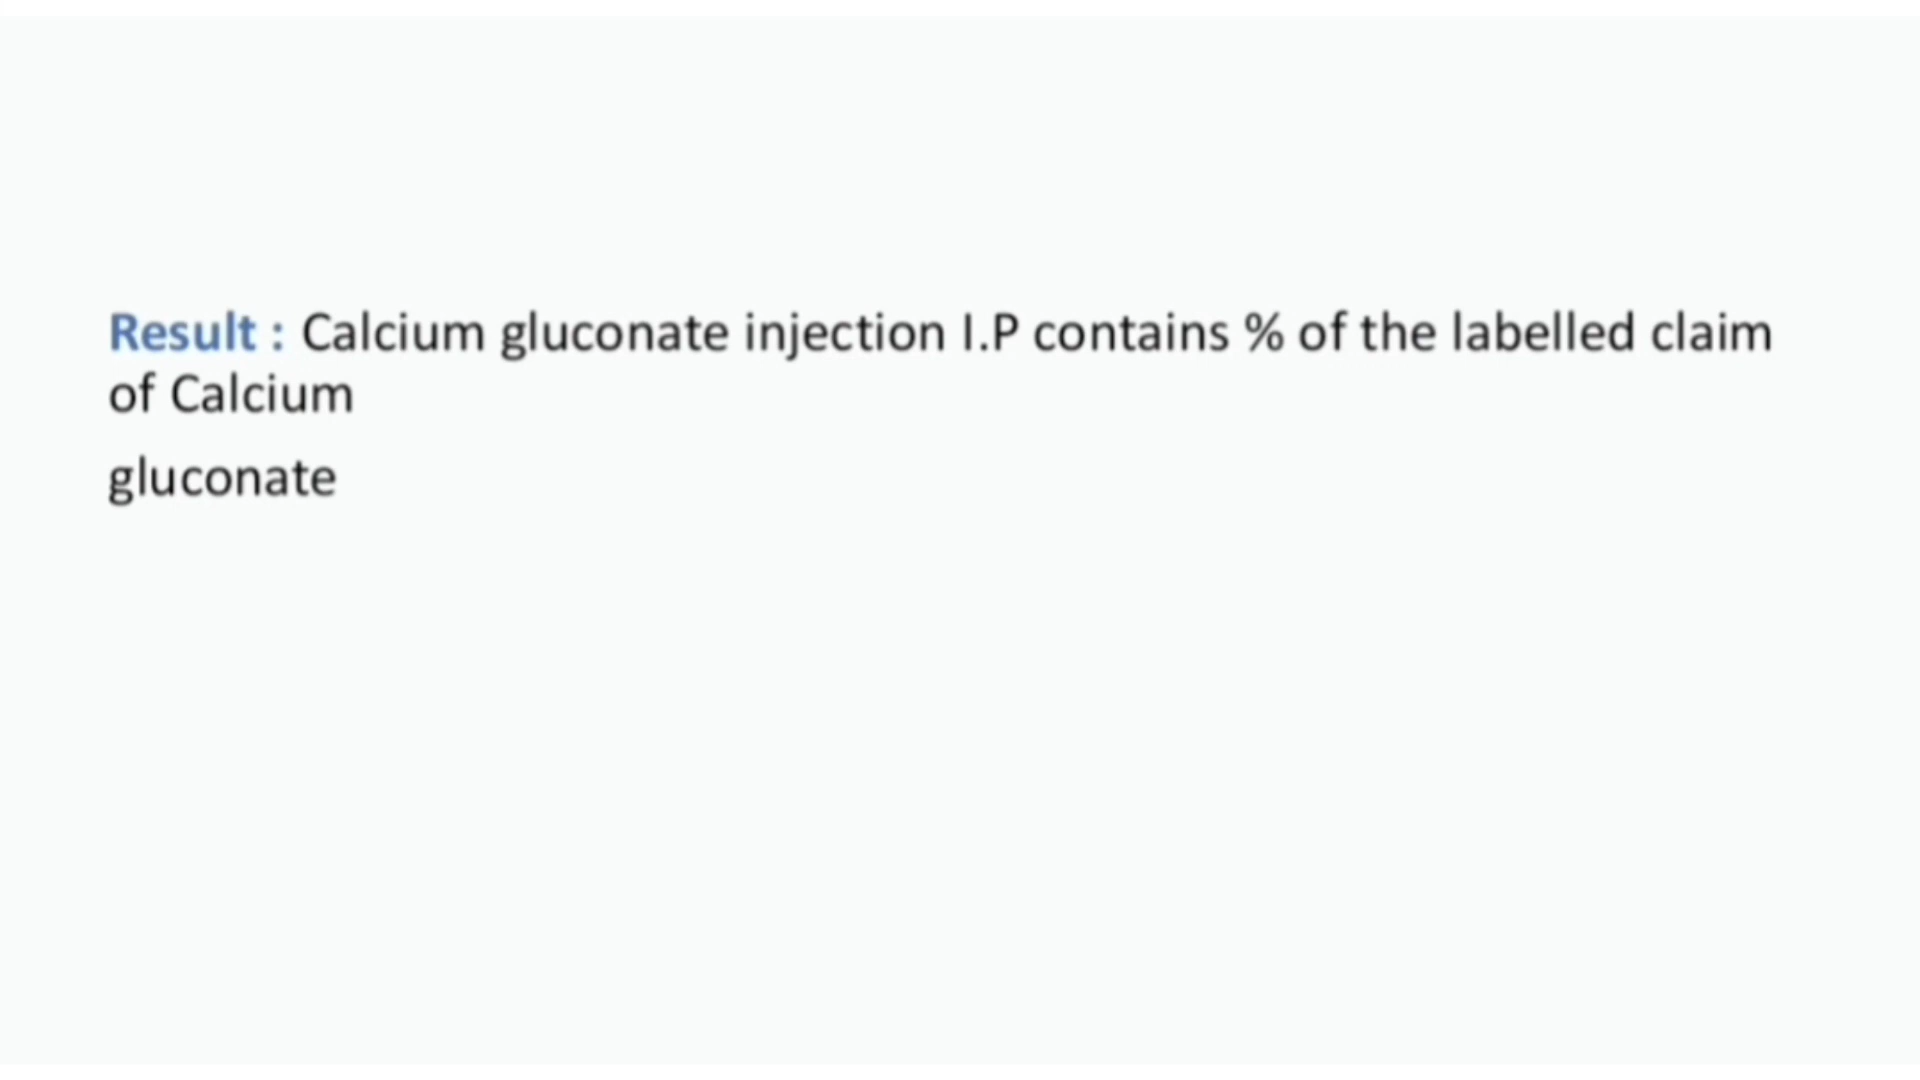 Result : Calcium gluconate injection I.P contains % of the labelled claim
of Calcium
gluconate